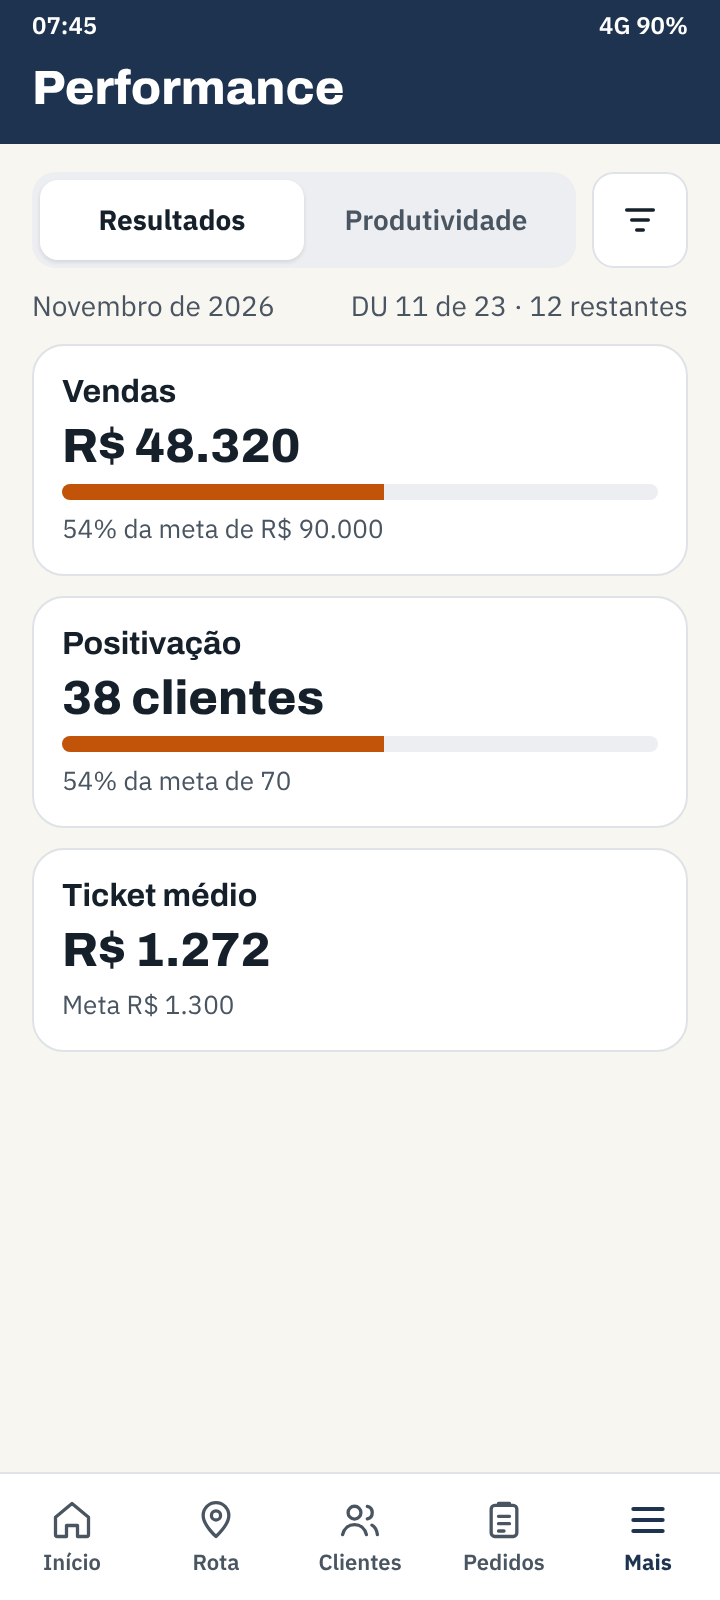 07:45 4G 90%
Performance
Resultados Produtividade
Novembro de 2026 DU 11 de 23 · 12 restantes
Vendas
R$ 48.320
54% da meta de R$ 90.000
Positivação
38 clientes
54% da meta de 70
Ticket médio
R$ 1.272
Meta R$ 1.300
Início Rota Clientes Pedidos Mais